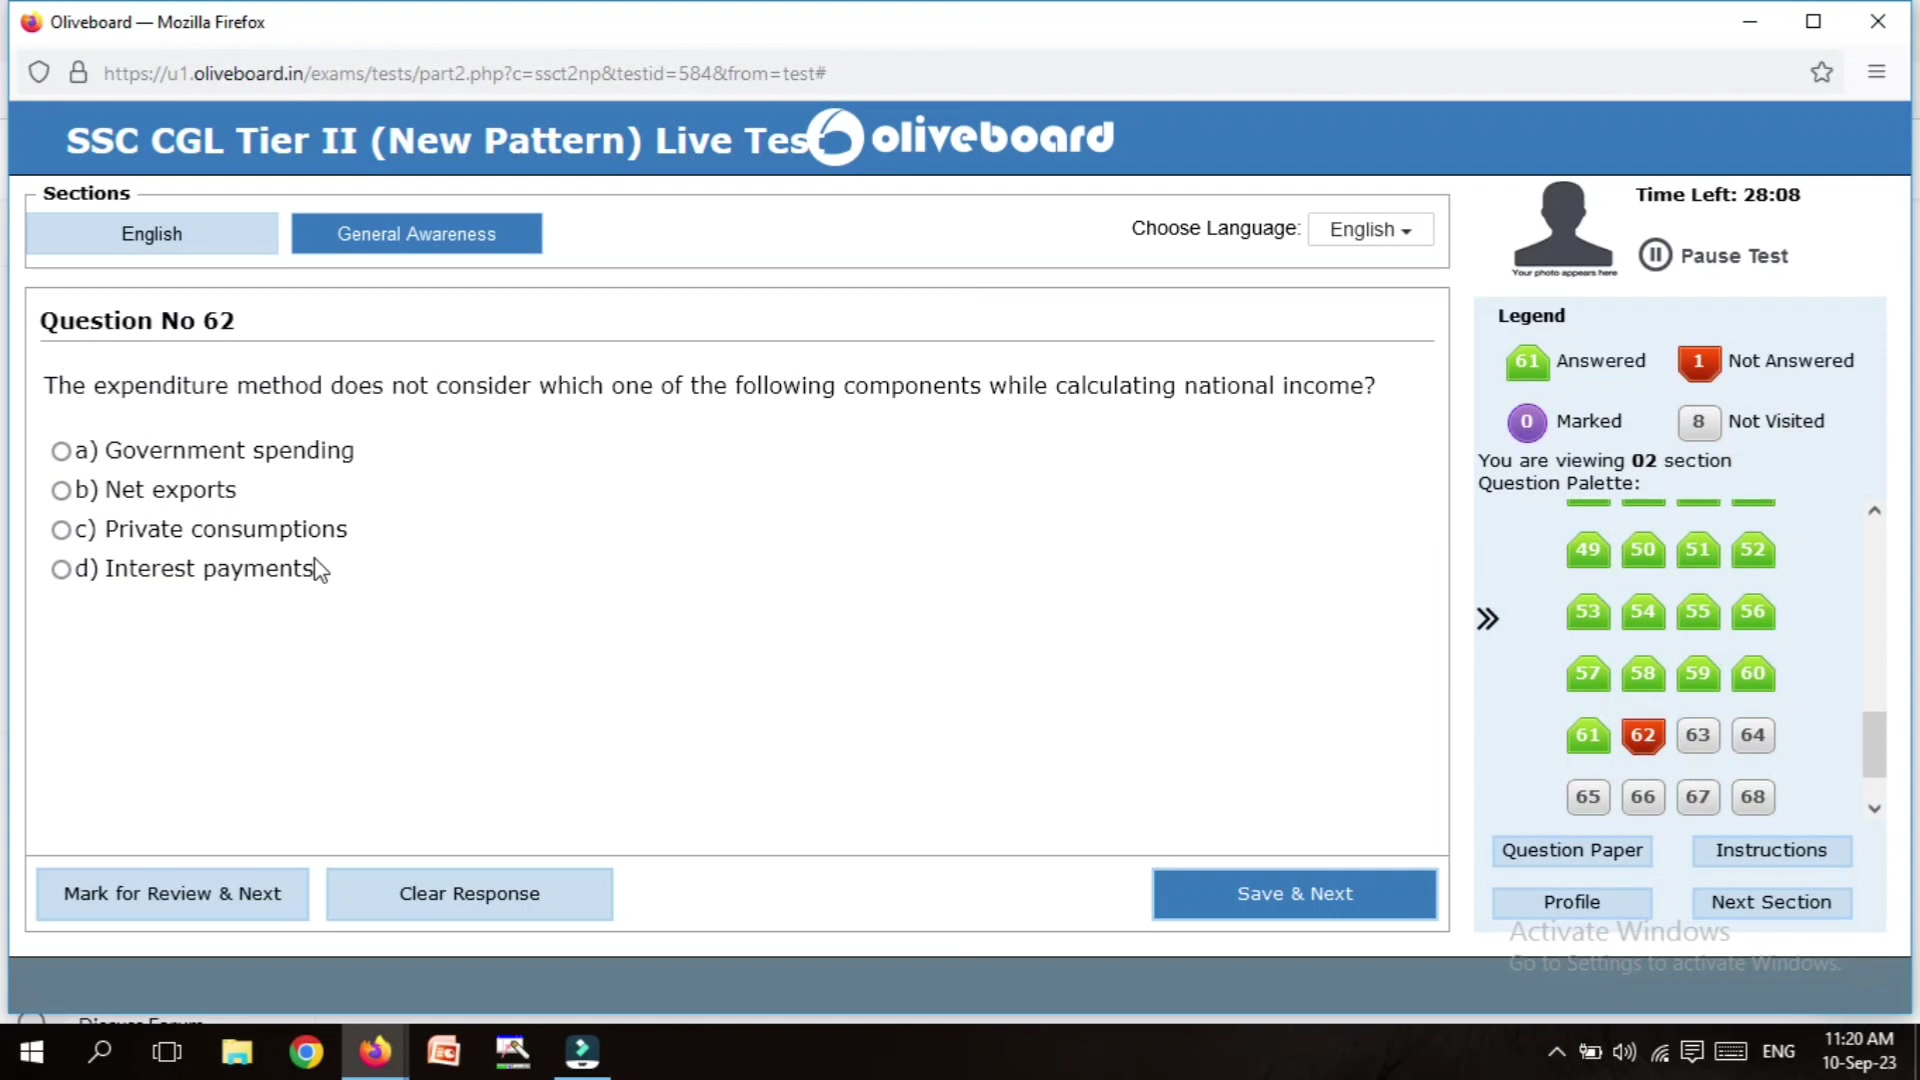 Oliveboard — Mozilla Firefox
https://u1.oliveboard.in/exams/tests/part2.php?c=ssct2np&testid=584&from=test#
SSC CGL Tier II (New Pattern) Live Tes
oliveboard
Sections
English
General Awareness
Choose Language:
English
Your photo appears here
Time Left: 28:08
Pause Test
Question No 62
The expenditure method does not consider which one of the following components while calculating national income?
a) Government spending
b) Net exports
c) Private consumptions
d) Interest payments
Mark for Review & Next
Clear Response
Save & Next
Legend
61 Answered
1 Not Answered
0 Marked
8 Not Visited
You are viewing 02 section
Question Palette:
49 50 51 52
53 54 55 56
57 58 59 60
61 62 63 64
65 66 67 68
Question Paper
Instructions
Profile
Next Section
Activate Windows
Go to Settings to activate Windows.
ENG
11:20 AM
10-Sep-23